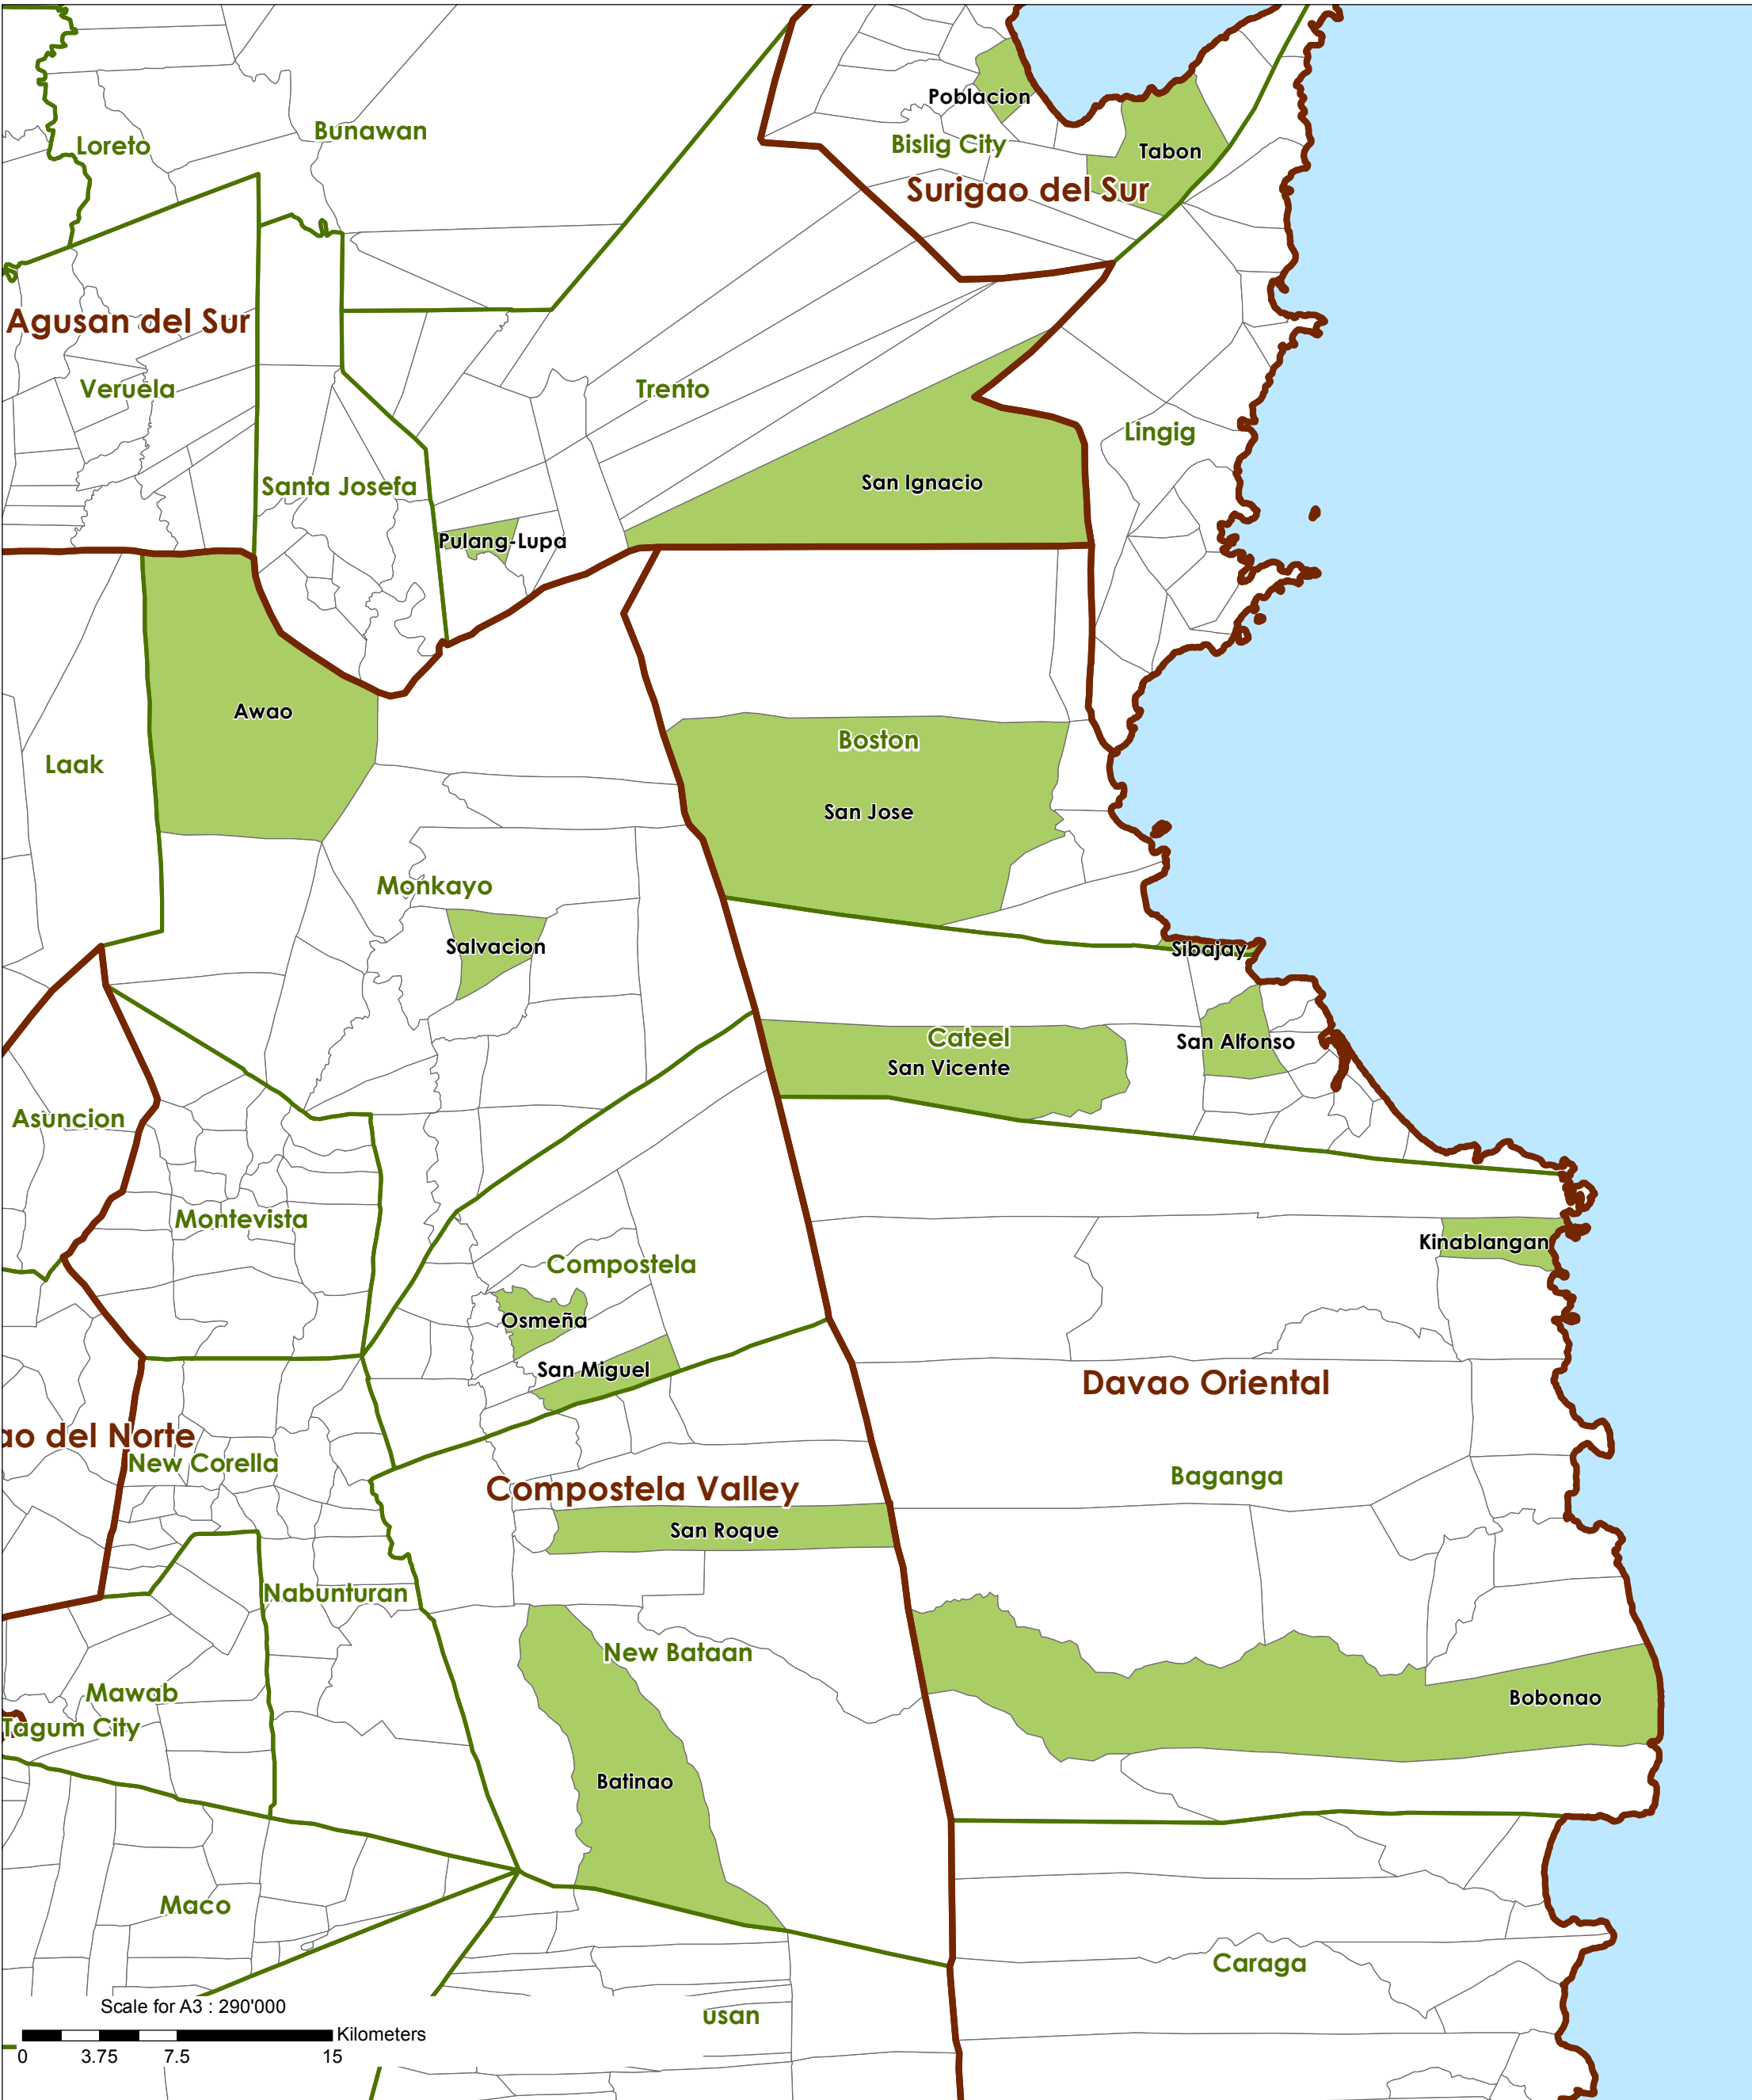 Poblacion
Bunawan
Loreto
Bislig City
Tabon
Surigao del Sur
Agusan del Sur
Veruela
Trento
Lingig
Santa Josefa
San Ignacio
Pulang-Lupa
Awao
Boston
Laak
San Jose
Monkayo
Salvacion
Sibajay
Cateel
San Alfonso
San Vicente
Asuncion
Montevista
Kinablangan
Compostela
Osmeña
San Miguel
Davao Oriental
ao del Norte
New Corella
Baganga
Compostela Valley
San Roque
Nabunturan
New Bataan
Mawab
Bobonao
Tagum City
Batinao
Maco
Caraga
Scale for A3 : 290'000
usan
Kilometers
0 3.75 7.5 15